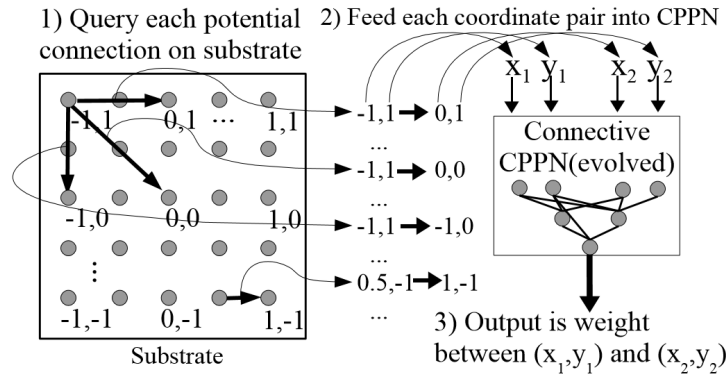 1) Query each potential
connection on substrate
-1,1 0,1 ... 1,1
-1,0 0,0 1,0
...
-1,-1 0,-1 1,-1
Substrate
2) Feed each coordinate pair into CPPN
x1 y1 x2 y2
-1,1 0,1
...
-1,1 0,0
...
-1,1 -1,0
...
0.5,-1 1,-1
...
Connective
CPPN(evolved)
3) Output is weight
between (x1,y1) and (x2,y2)